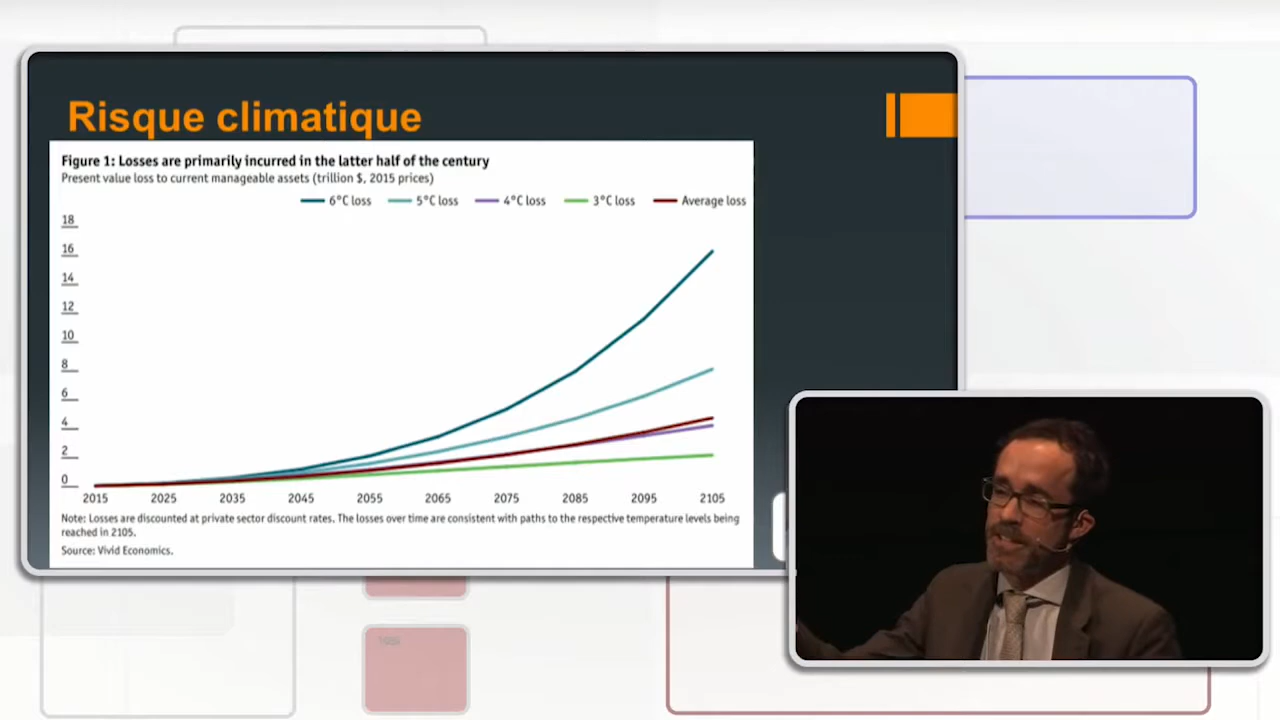 Risque climatique
Figure 1: Losses are primarily incurred in the latter half of the century
Present value loss to current manageable assets (trillion $, 2015 prices)
6°C loss 5°C loss 4°C loss 3°C loss Average loss
18
16
14
12
10
8
6
4
2
0
2015 2025 2035 2045 2055 2065 2075 2085 2095 2105
Note: Losses are discounted at private sector discount rates. The losses over time are consistent with paths to the respective temperature levels being
reached in 2105.
Source: Vivid Economics.